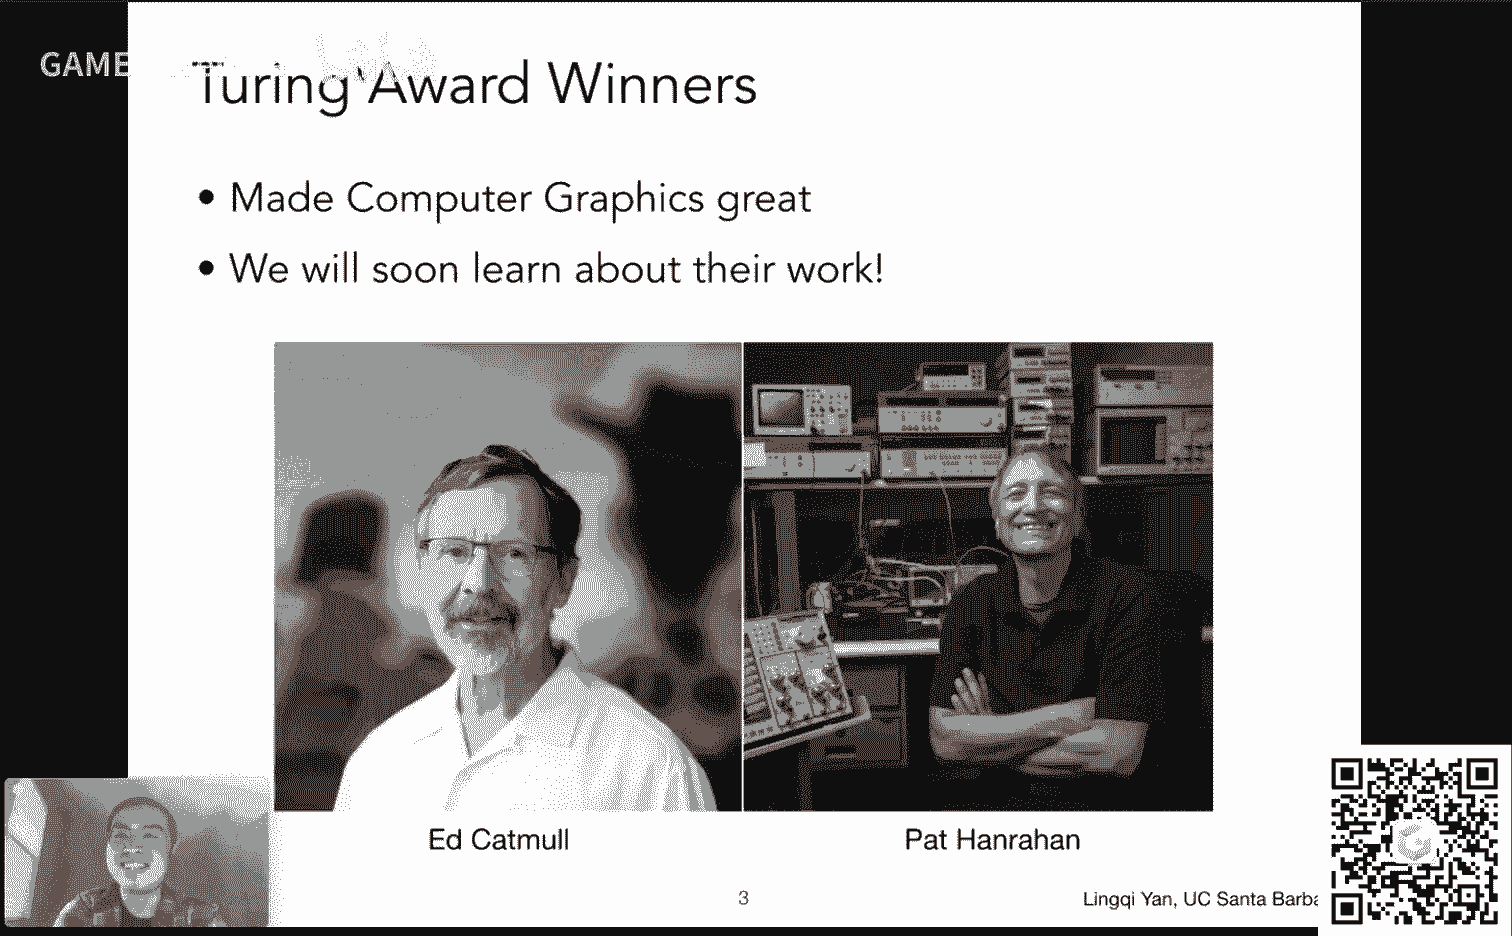 GAME
Turing Award Winners
• Made Computer Graphics great
• We will soon learn about their work!
Ed Catmull
Pat Hanrahan
3
Lingqi Yan, UC Santa Barba